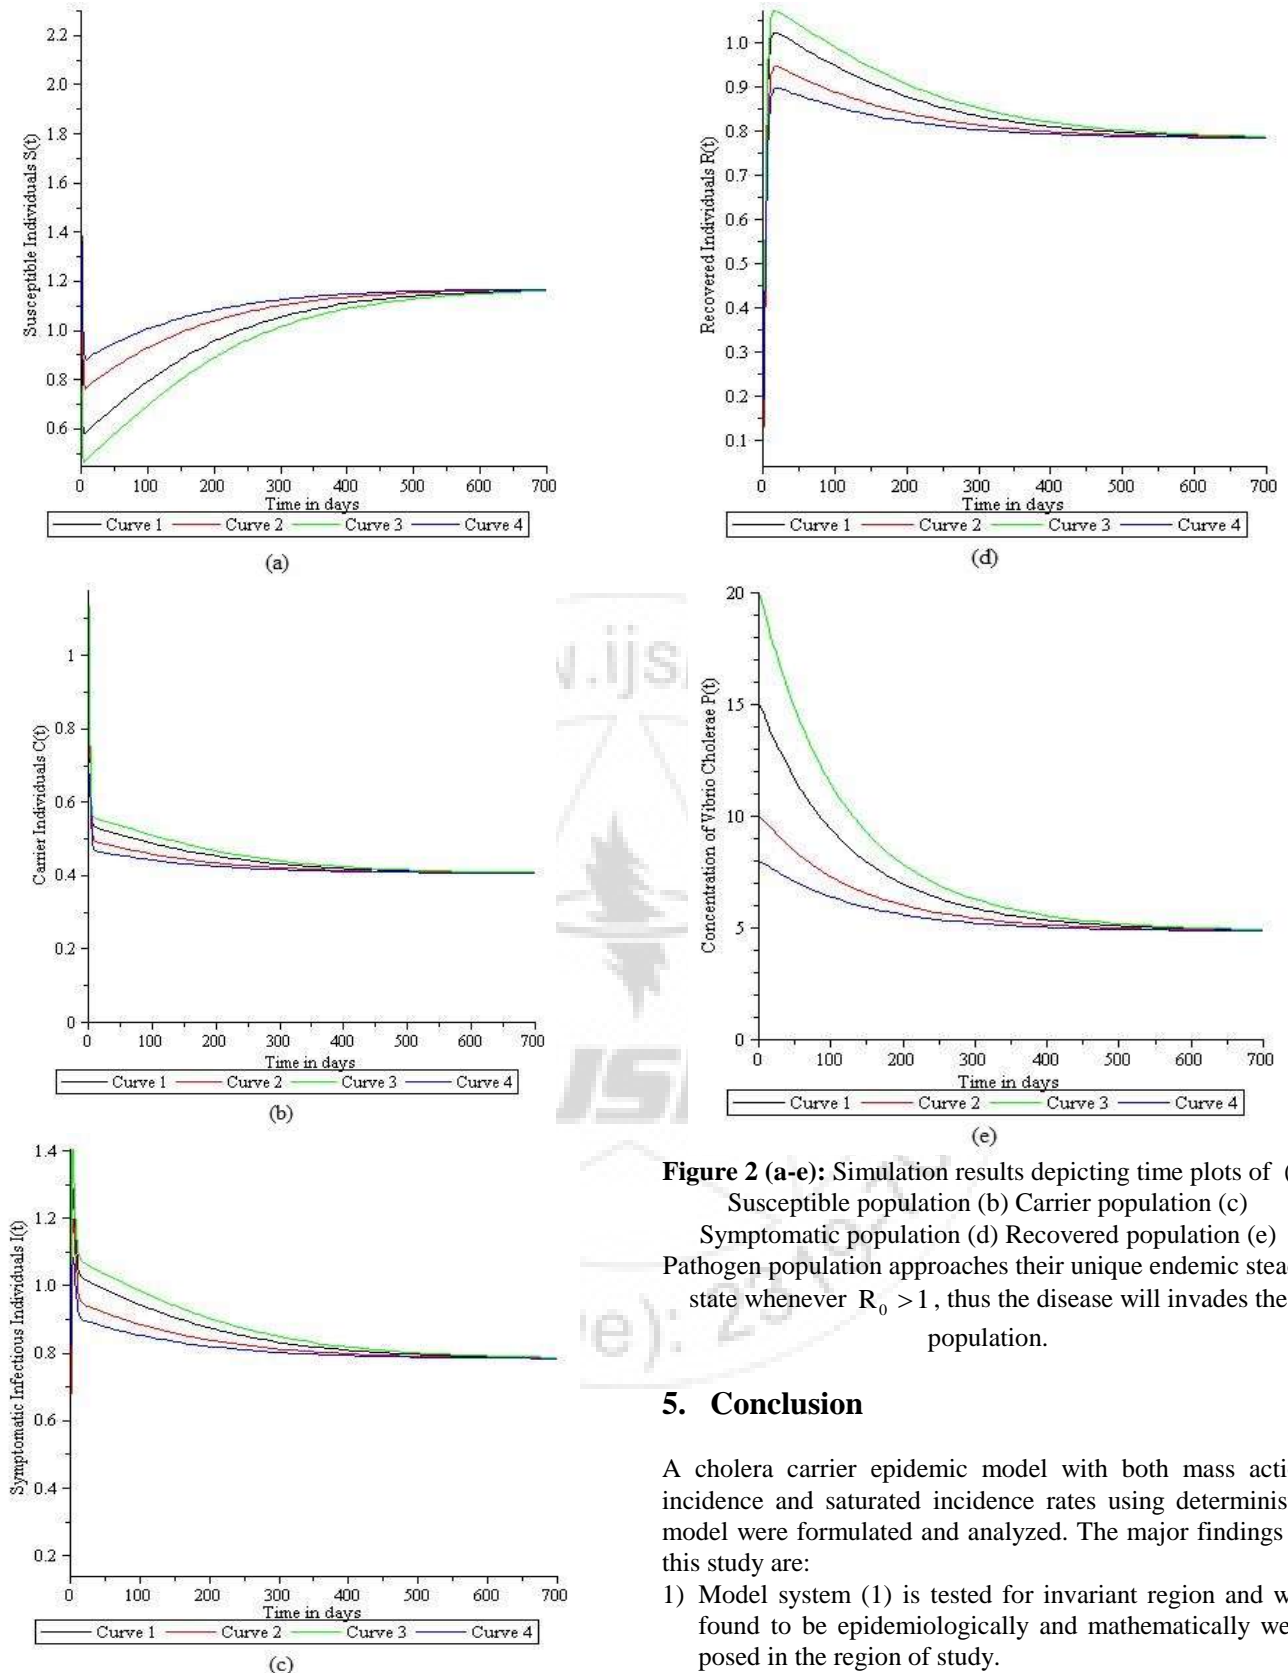 2.2
2.0
1.8
1.6
1.4
1.2
1.0
0.8
0.6
Susceptible Individuals S(t)
0 100 200 300 400 500 600 700
Time in days
Curve 1 Curve 2 Curve 3 Curve 4
(a)
1
0.8
0.6
0.4
0.2
0
Carrier Individuals C(t)
0 100 200 300 400 500 600 700
Time in days
Curve 1 Curve 2 Curve 3 Curve 4
(b)
1.4
1.2
1.0
0.8
0.6
0.4
0.2
Symptomatic Infectious Individuals I(t)
0 100 200 300 400 500 600 700
Time in days
Curve 1 Curve 2 Curve 3 Curve 4
(c)
1.0
0.9
0.8
0.7
0.6
0.5
0.4
0.3
0.2
0.1
Recovered Individuals R(t)
0 100 200 300 400 500 600 700
Time in days
Curve 1 Curve 2 Curve 3 Curve 4
(d)
20
15
10
5
0
Concentration of Vibrio Cholerae P(t)
0 100 200 300 400 500 600 700
Time in days
Curve 1 Curve 2 Curve 3 Curve 4
(e)
Figure 2 (a-e): Simulation results depicting time plots of (
Susceptible population (b) Carrier population (c)
Symptomatic population (d) Recovered population (e)
Pathogen population approaches their unique endemic stea
state whenever R₀ >1, thus the disease will invades the
population.
5. Conclusion
A cholera carrier epidemic model with both mass acti
incidence and saturated incidence rates using determinis
model were formulated and analyzed. The major findings
this study are:
1) Model system (1) is tested for invariant region and w
found to be epidemiologically and mathematically we
posed in the region of study.